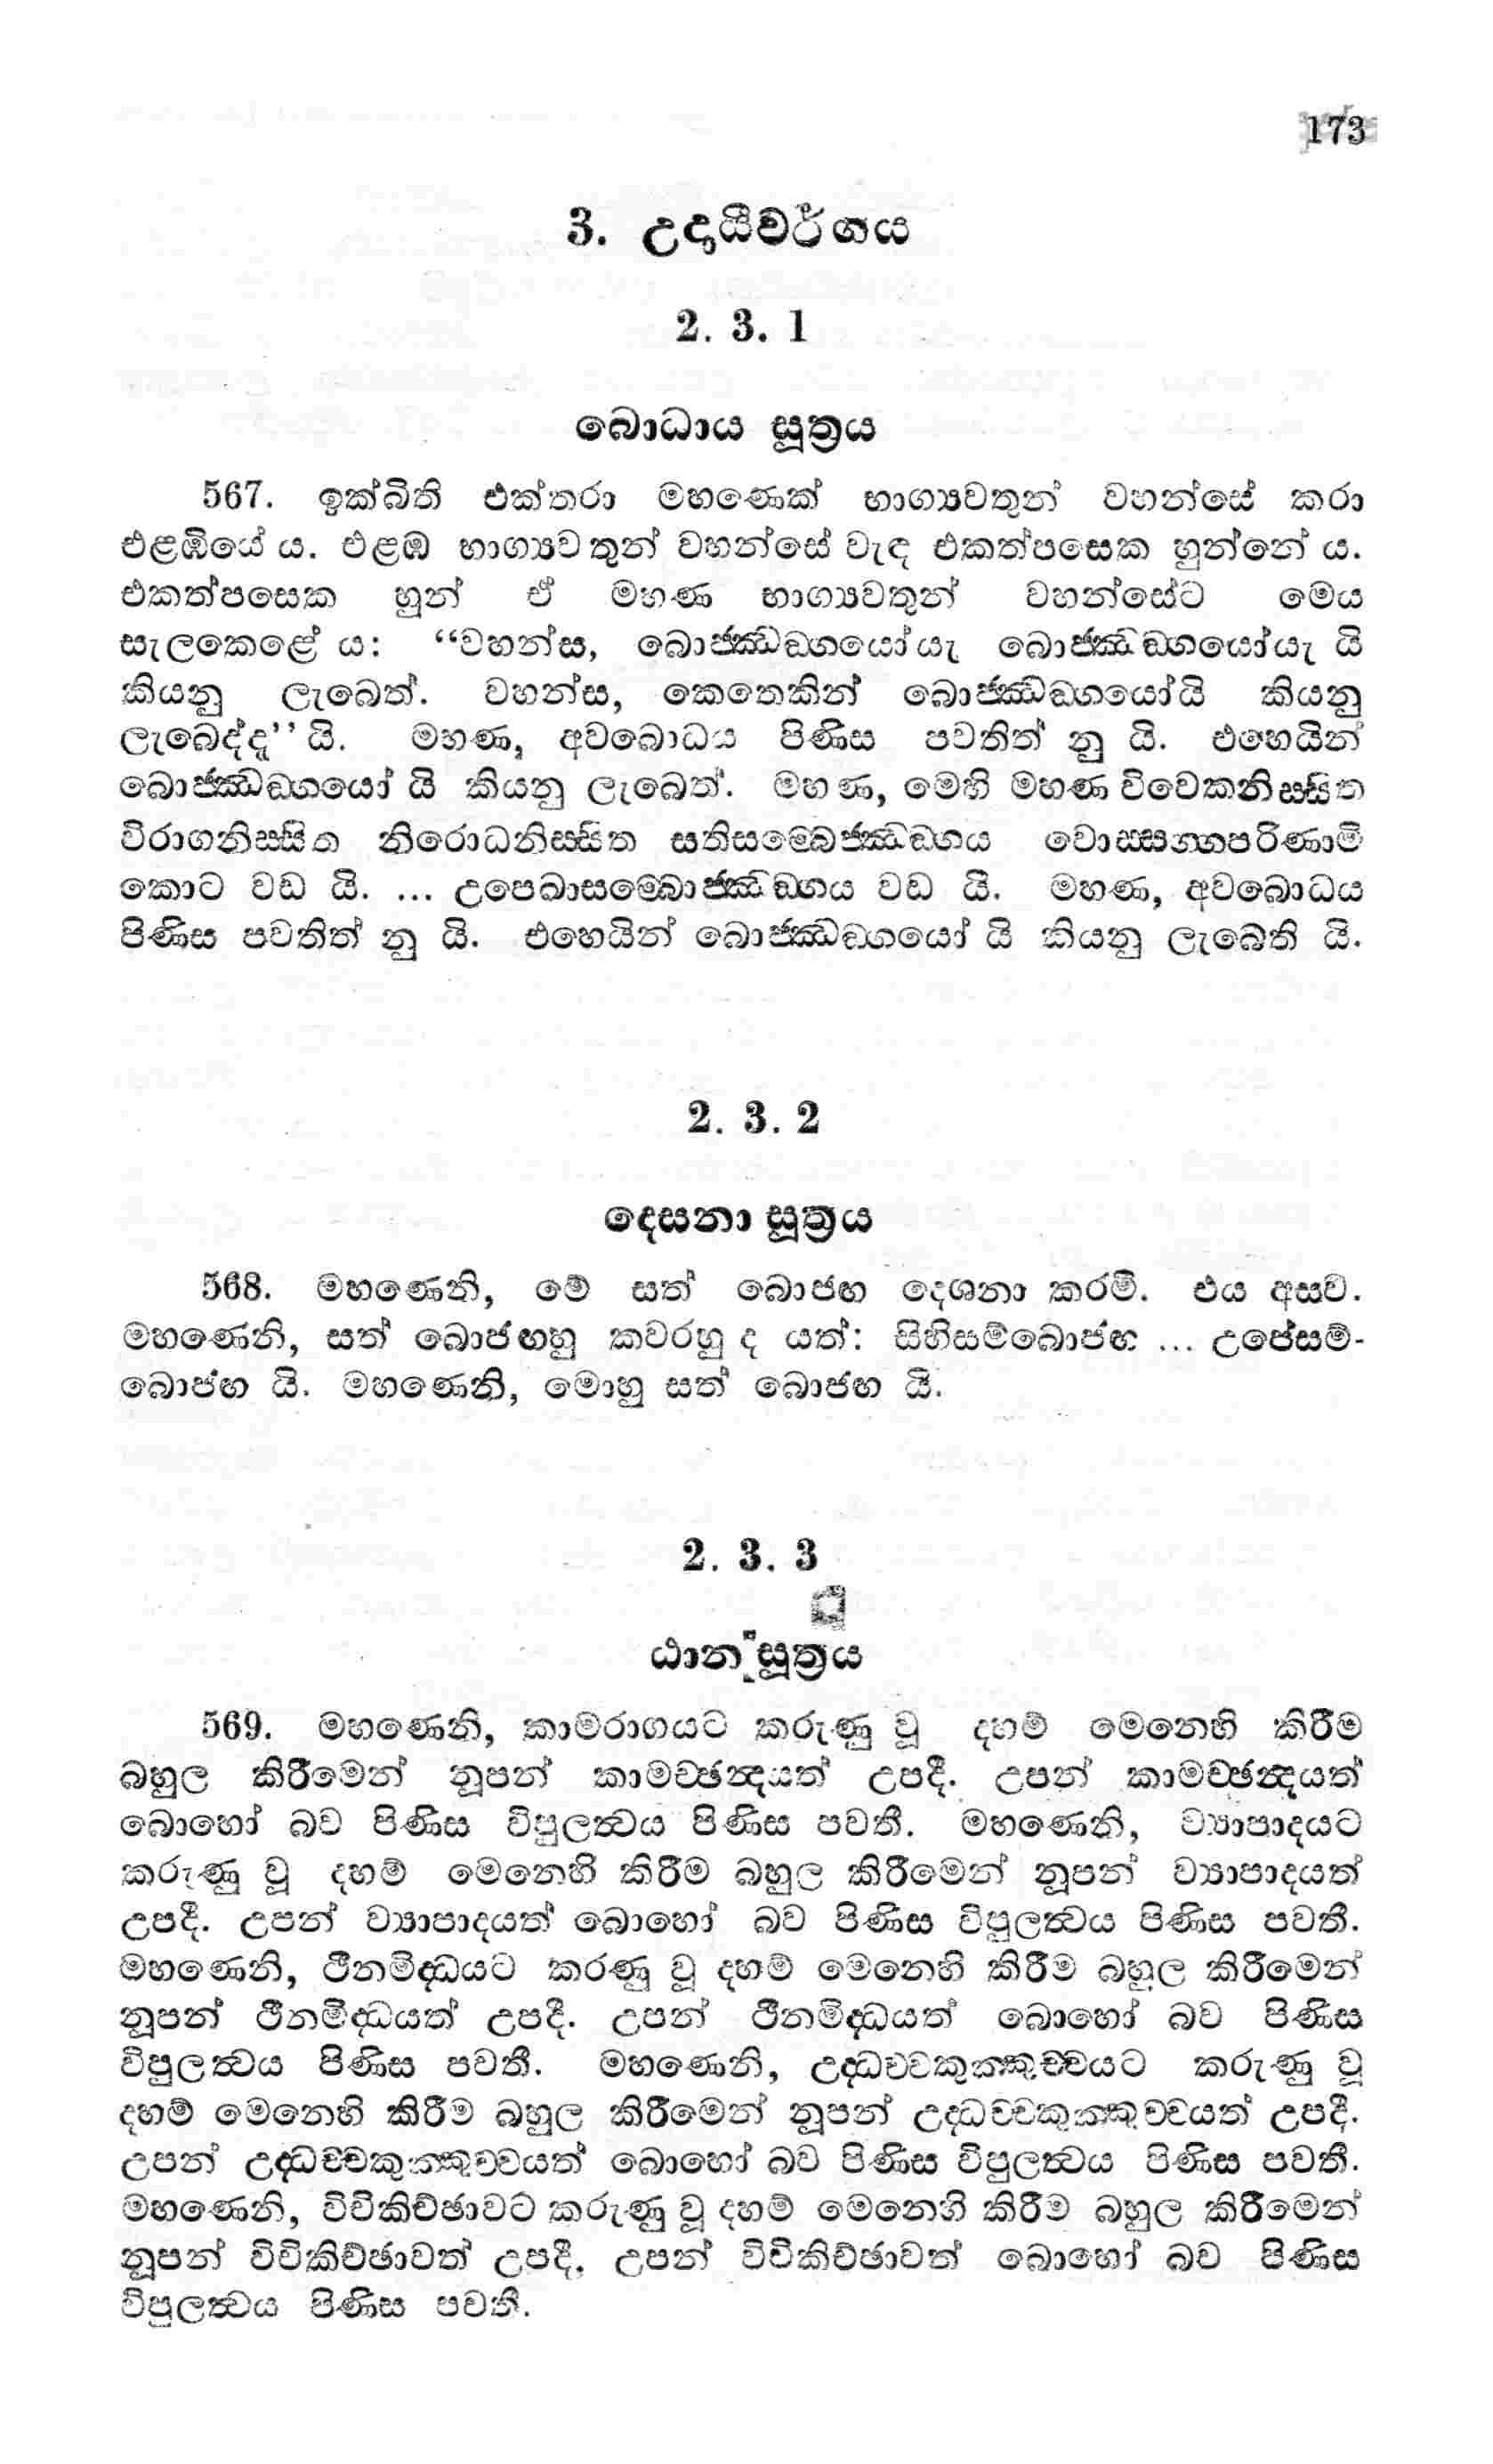 173
3. උදායීවර්ගය
2. 3. 1
බොධාය සූත්‍රය
567. ඉක්බිති එක්තරා මහණෙක් භාග්‍යවතුන් වහන්සේ කරා
එළඹියේ ය. එළඹ භාග්‍යවතුන් වහන්සේ වැඳ එකත්පසෙක හුන්නේ ය.
එකත්පසෙක හුන් ඒ මහණ භාග්‍යවතුන් වහන්සේට මෙය
සැලකෙළේ ය: “වහන්ස, බොජ්ඣඞ්ගයෝ යැ බොජ්ඣඞ්ගයෝ යැ යි
කියනු ලැබෙත්. වහන්ස, කෙතෙකින් බොජ්ඣඞ්ගයෝයි කියනු
ලැබෙද්දැ’’යි. මහණ, අවබොධය පිණිස පවතිත් නු යි. එහෙයින්
බොජ්ඣඞ්ගයෝ යි කියනු ලැබෙත්. මහණ, මෙහි මහණ විවෙකනිස්සිත
විරාගනිස්සිත නිරොධනිස්සිත සතිසම්බොජ්ඣඞ්ගය වොස්සග්ගපරිණාමි
කොට වඩ යි. ... උපෙඛාසම්බොජ්ඣඞ්ගය වඩ යි. මහණ, අවබොධය
පිණිස පවතිත් නු යි. එහෙයින් බොජ්ඣඞ්ගයෝ යි කියනු ලැබෙති යි.
2. 3. 2
දෙසනා සූත්‍රය
568. මහණෙනි, මේ සත් බොජඟ දෙශනා කරමි. එය අසව.
මහණෙනි, සත් බොජඟහු කවරහු ද යත්: සිහිසම්බොජඟ ... උපේසම්-
බොජඟ යි. මහණෙනි, මොහු සත් බොජඟ යි.
2. 3. 3
ඨාන සූත්‍රය
569. මහණෙනි, කාමරාගයට කරුණු වූ දහම් මෙනෙහි කිරීම
බහුල කිරීමෙන් නූපන් කාමච්ඡන්දයත් උපදී. උපන් කාමච්ඡන්දයත්
බොහෝ බව පිණිස විපුලත්‍වය පිණිස පවතී. මහණෙනි, ව්‍යාපාදයට
කරුණු වූ දහම් මෙනෙහි කිරීම බහුල කිරීමෙන් නූපන් ව්‍යාපාදයත්
උපදී. උපන් ව්‍යාපාදයත් බොහෝ බව පිණිස විපුලත්‍වය පිණිස පවතී.
මහණෙනි, ථීනමිද්ධයට කරණු වූ දහම් මෙනෙහි කිරීම බහුල කිරීමෙන්
නූපන් ථීනමිද්ධයත් උපදී. උපන් ථීනමිද්ධයත් බොහෝ බව පිණිස
විපුලත්‍වය පිණිස පවතී. මහණෙනි, උද්ධච්චකුක්කුච්චයට කරුණු වූ
දහම් මෙනෙහි කිරීම බහුල කිරීමෙන් නූපන් උද්ධච්චකුක්කුච්චයත් උපදී.
උපන් උද්ධච්චකුක්කුච්චයත් බොහෝ බව පිණිස විපුලත්‍වය පිණිස පවතී.
මහණෙනි, විචිකිච්ඡාවට කරුණු වූ දහම් මෙනෙහි කිරීම බහුල කිරීමෙන්
නූපන් විචිකිච්ඡාවත් උපදී, උපන් විචිකිච්ඡාවත් බොහෝ බව පිණිස
විපුලත්‍වය පිණිස පවතී.